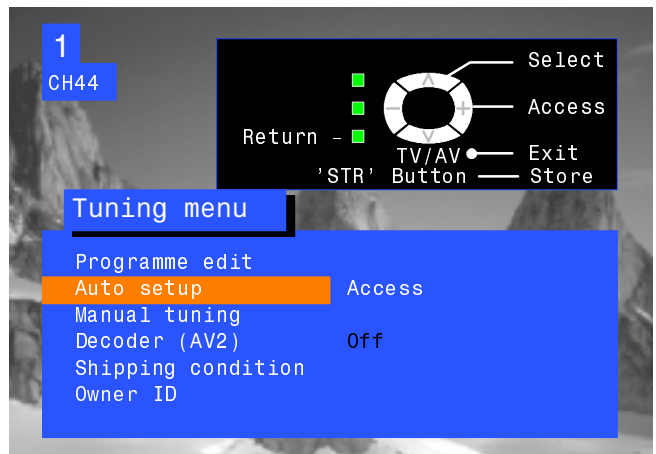 1
CH44
Select
Access
Return –
TV/AV Exit
'STR' Button Store
Tuning menu
Programme edit
Auto setup Access
Manual tuning
Decoder (AV2) Off
Shipping condition
Owner ID